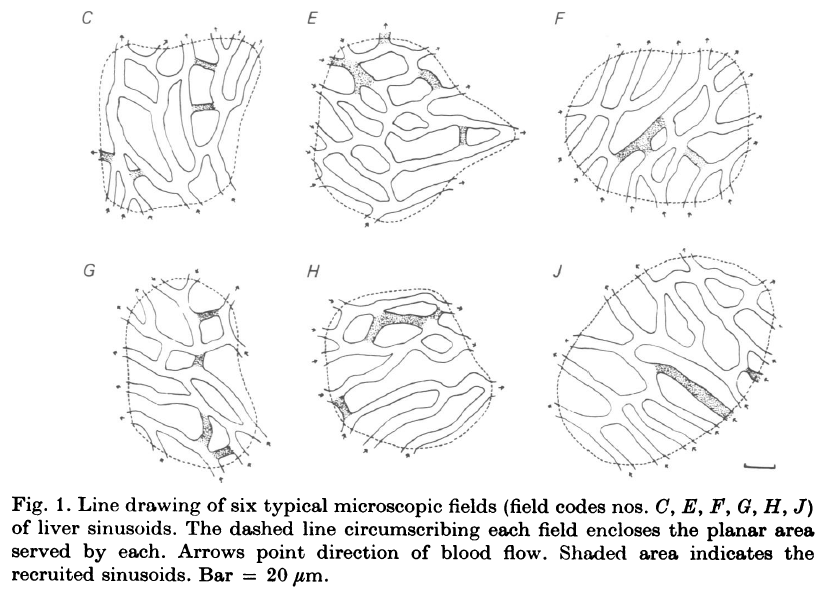 C
E
F
G
H
J
Fig. 1. Line drawing of six typical microscopic fields (field codes nos. C, E, F, G, H, J)
of liver sinusoids. The dashed line circumscribing each field encloses the planar area
served by each. Arrows point direction of blood flow. Shaded area indicates the
recruited sinusoids. Bar = 20 μm.